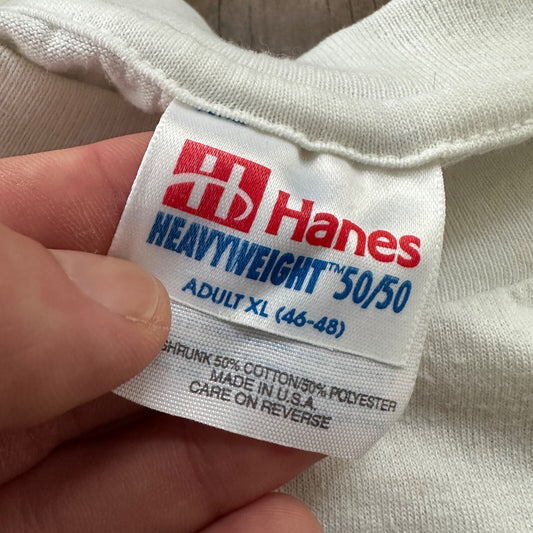 H Hanes
HEAVYWEIGHT™ 50/50
ADULT XL (46-48)
SHRUNK 50% COTTON/50% POLYESTER
MADE IN U.S.A.
CARE ON REVERSE